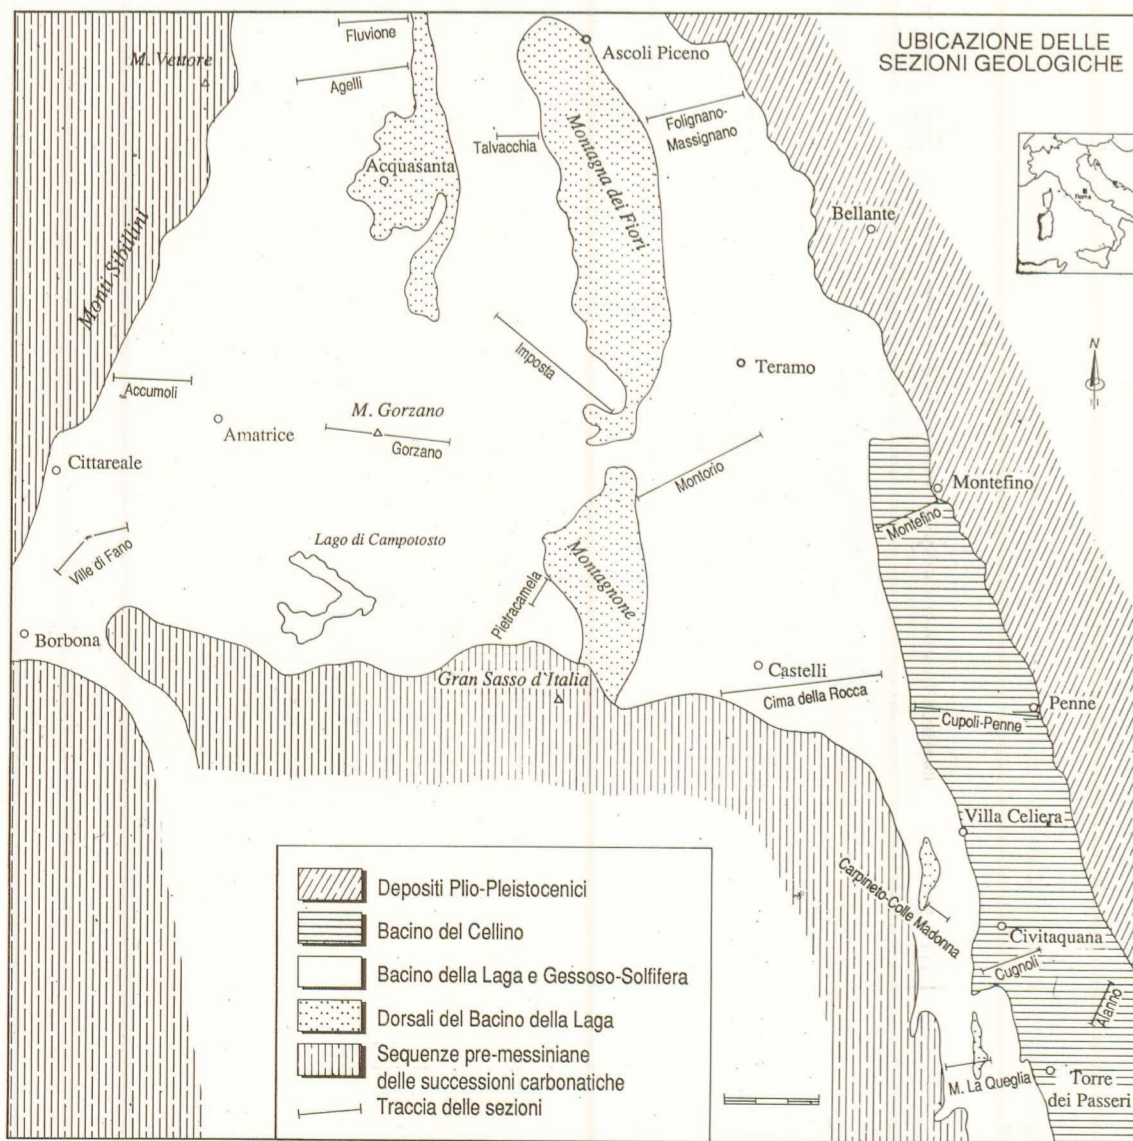 UBICAZIONE DELLE
SEZIONI GEOLOGICHE
Fluvione
M. Vettore
Ascoli Piceno
Agelli
Folignano-
Massignano
Talvacchia
Acquasanta
Montagna dei Fiori
Roma
Bellante
Monti Sibillini
N
Imposta
Teramo
Accumoli
M. Gorzano
Amatrice
Gorzano
Cittareale
Montorio
Montefino
Montefino
Lago di Campotosto
Ville di Fano
Montagnone
Pietracamela
Borbona
Castelli
Gran Sasso d'Italia
Cima della Rocca
Penne
Cupoli-Penne
Villa Celiera
Carpineto-Colle Madonna
Civitaquana
Cugnoli
Alanno
M. La Queglia
Torre
dei Passeri
Depositi Plio-Pleistocenici
Bacino del Cellino
Bacino della Laga e Gessoso-Solfifera
Dorsali del Bacino della Laga
Sequenze pre-messiniane
delle successioni carbonatiche
Traccia delle sezioni